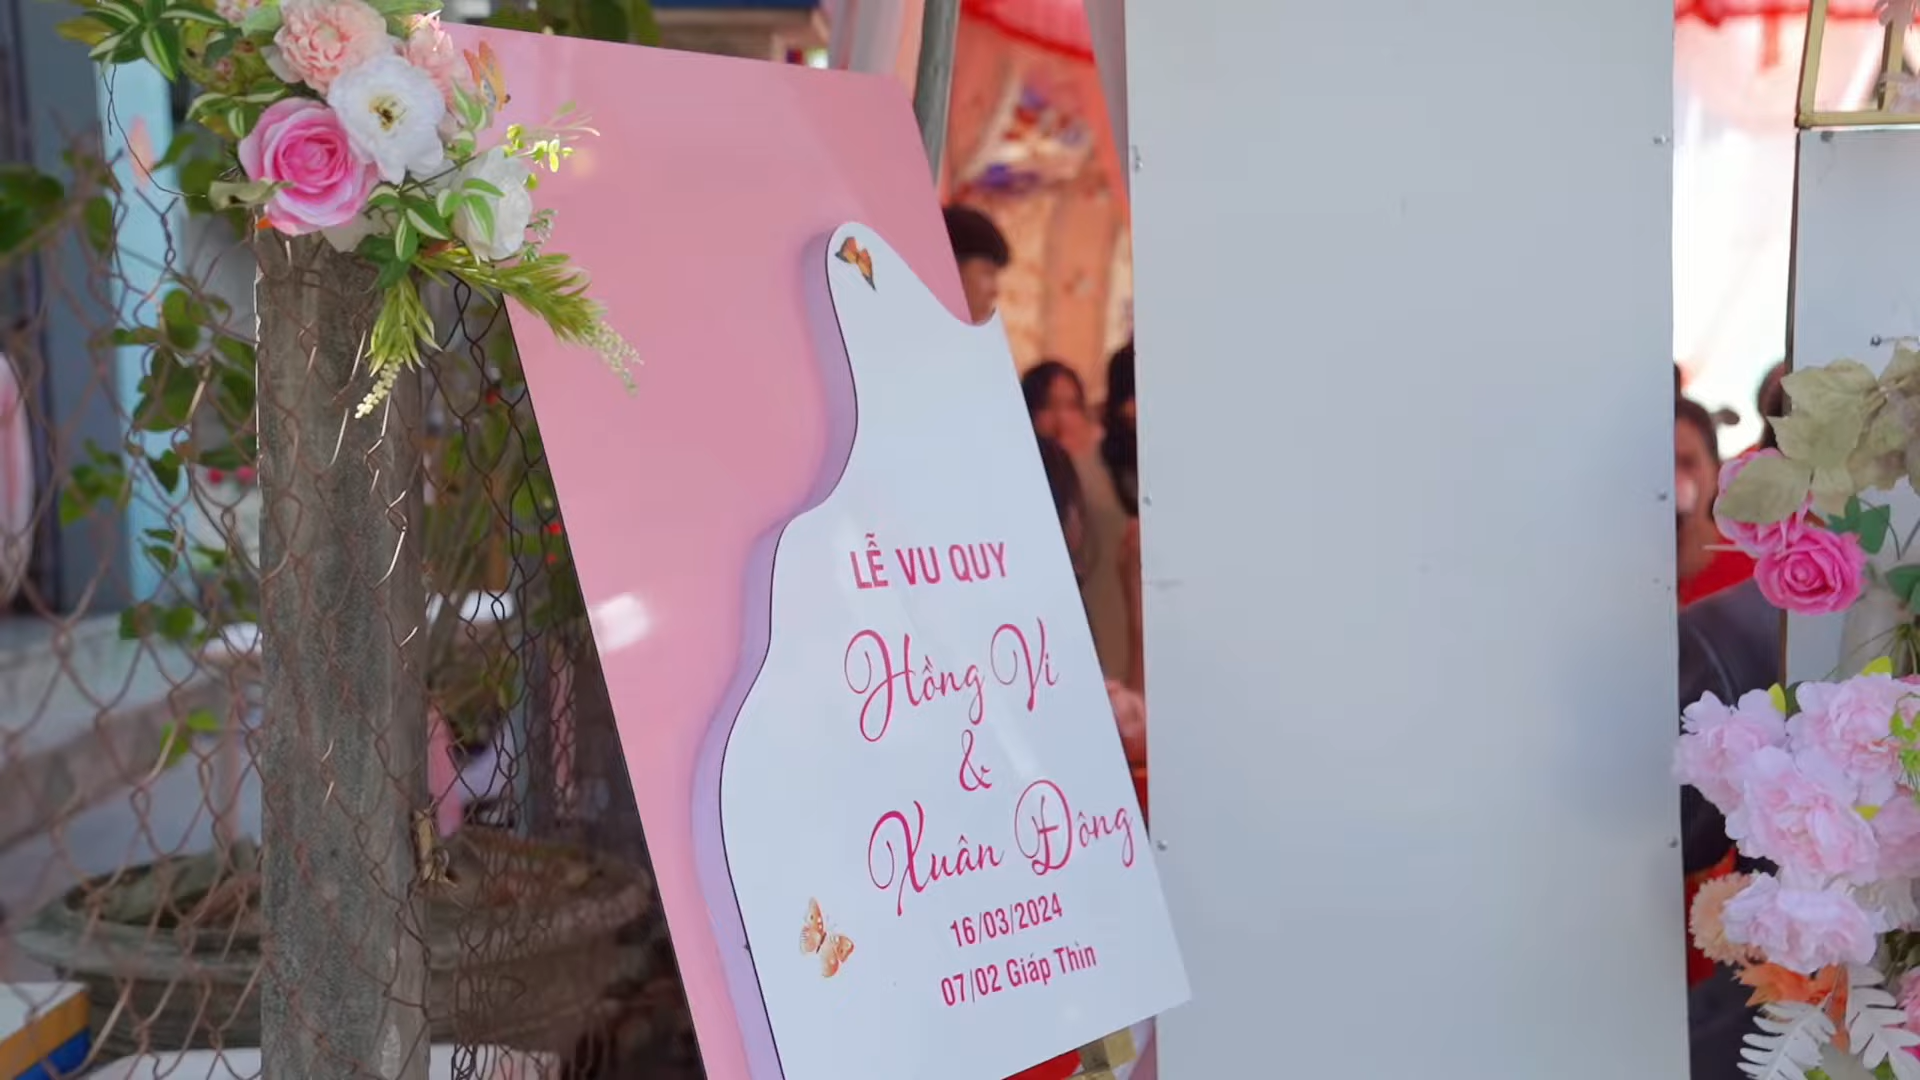 LỄ VU QUY
Hồng Vi
&
Xuân Đông
16/03/2024
07/02 Giáp Thìn